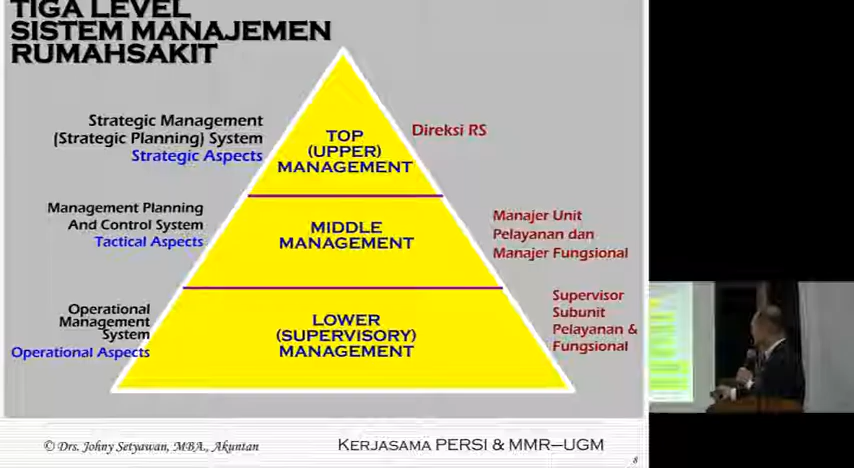 TIGA LEVEL
SISTEM MANAJEMEN
RUMAHSAKIT
Strategic Management
(Strategic Planning) System
Strategic Aspects
TOP
(UPPER)
MANAGEMENT
Direksi RS
Management Planning
And Control System
Tactical Aspects
MIDDLE
MANAGEMENT
Manajer Unit
Pelayanan dan
Manajer Fungsional
Operational
Management
System
Operational Aspects
LOWER
(SUPERVISORY)
MANAGEMENT
Supervisor
Subunit
Pelayanan &
Fungsional
© Drs. Johny Setyawan, MBA., Akuntan
KERJASAMA PERSI & MMR–UGM
8